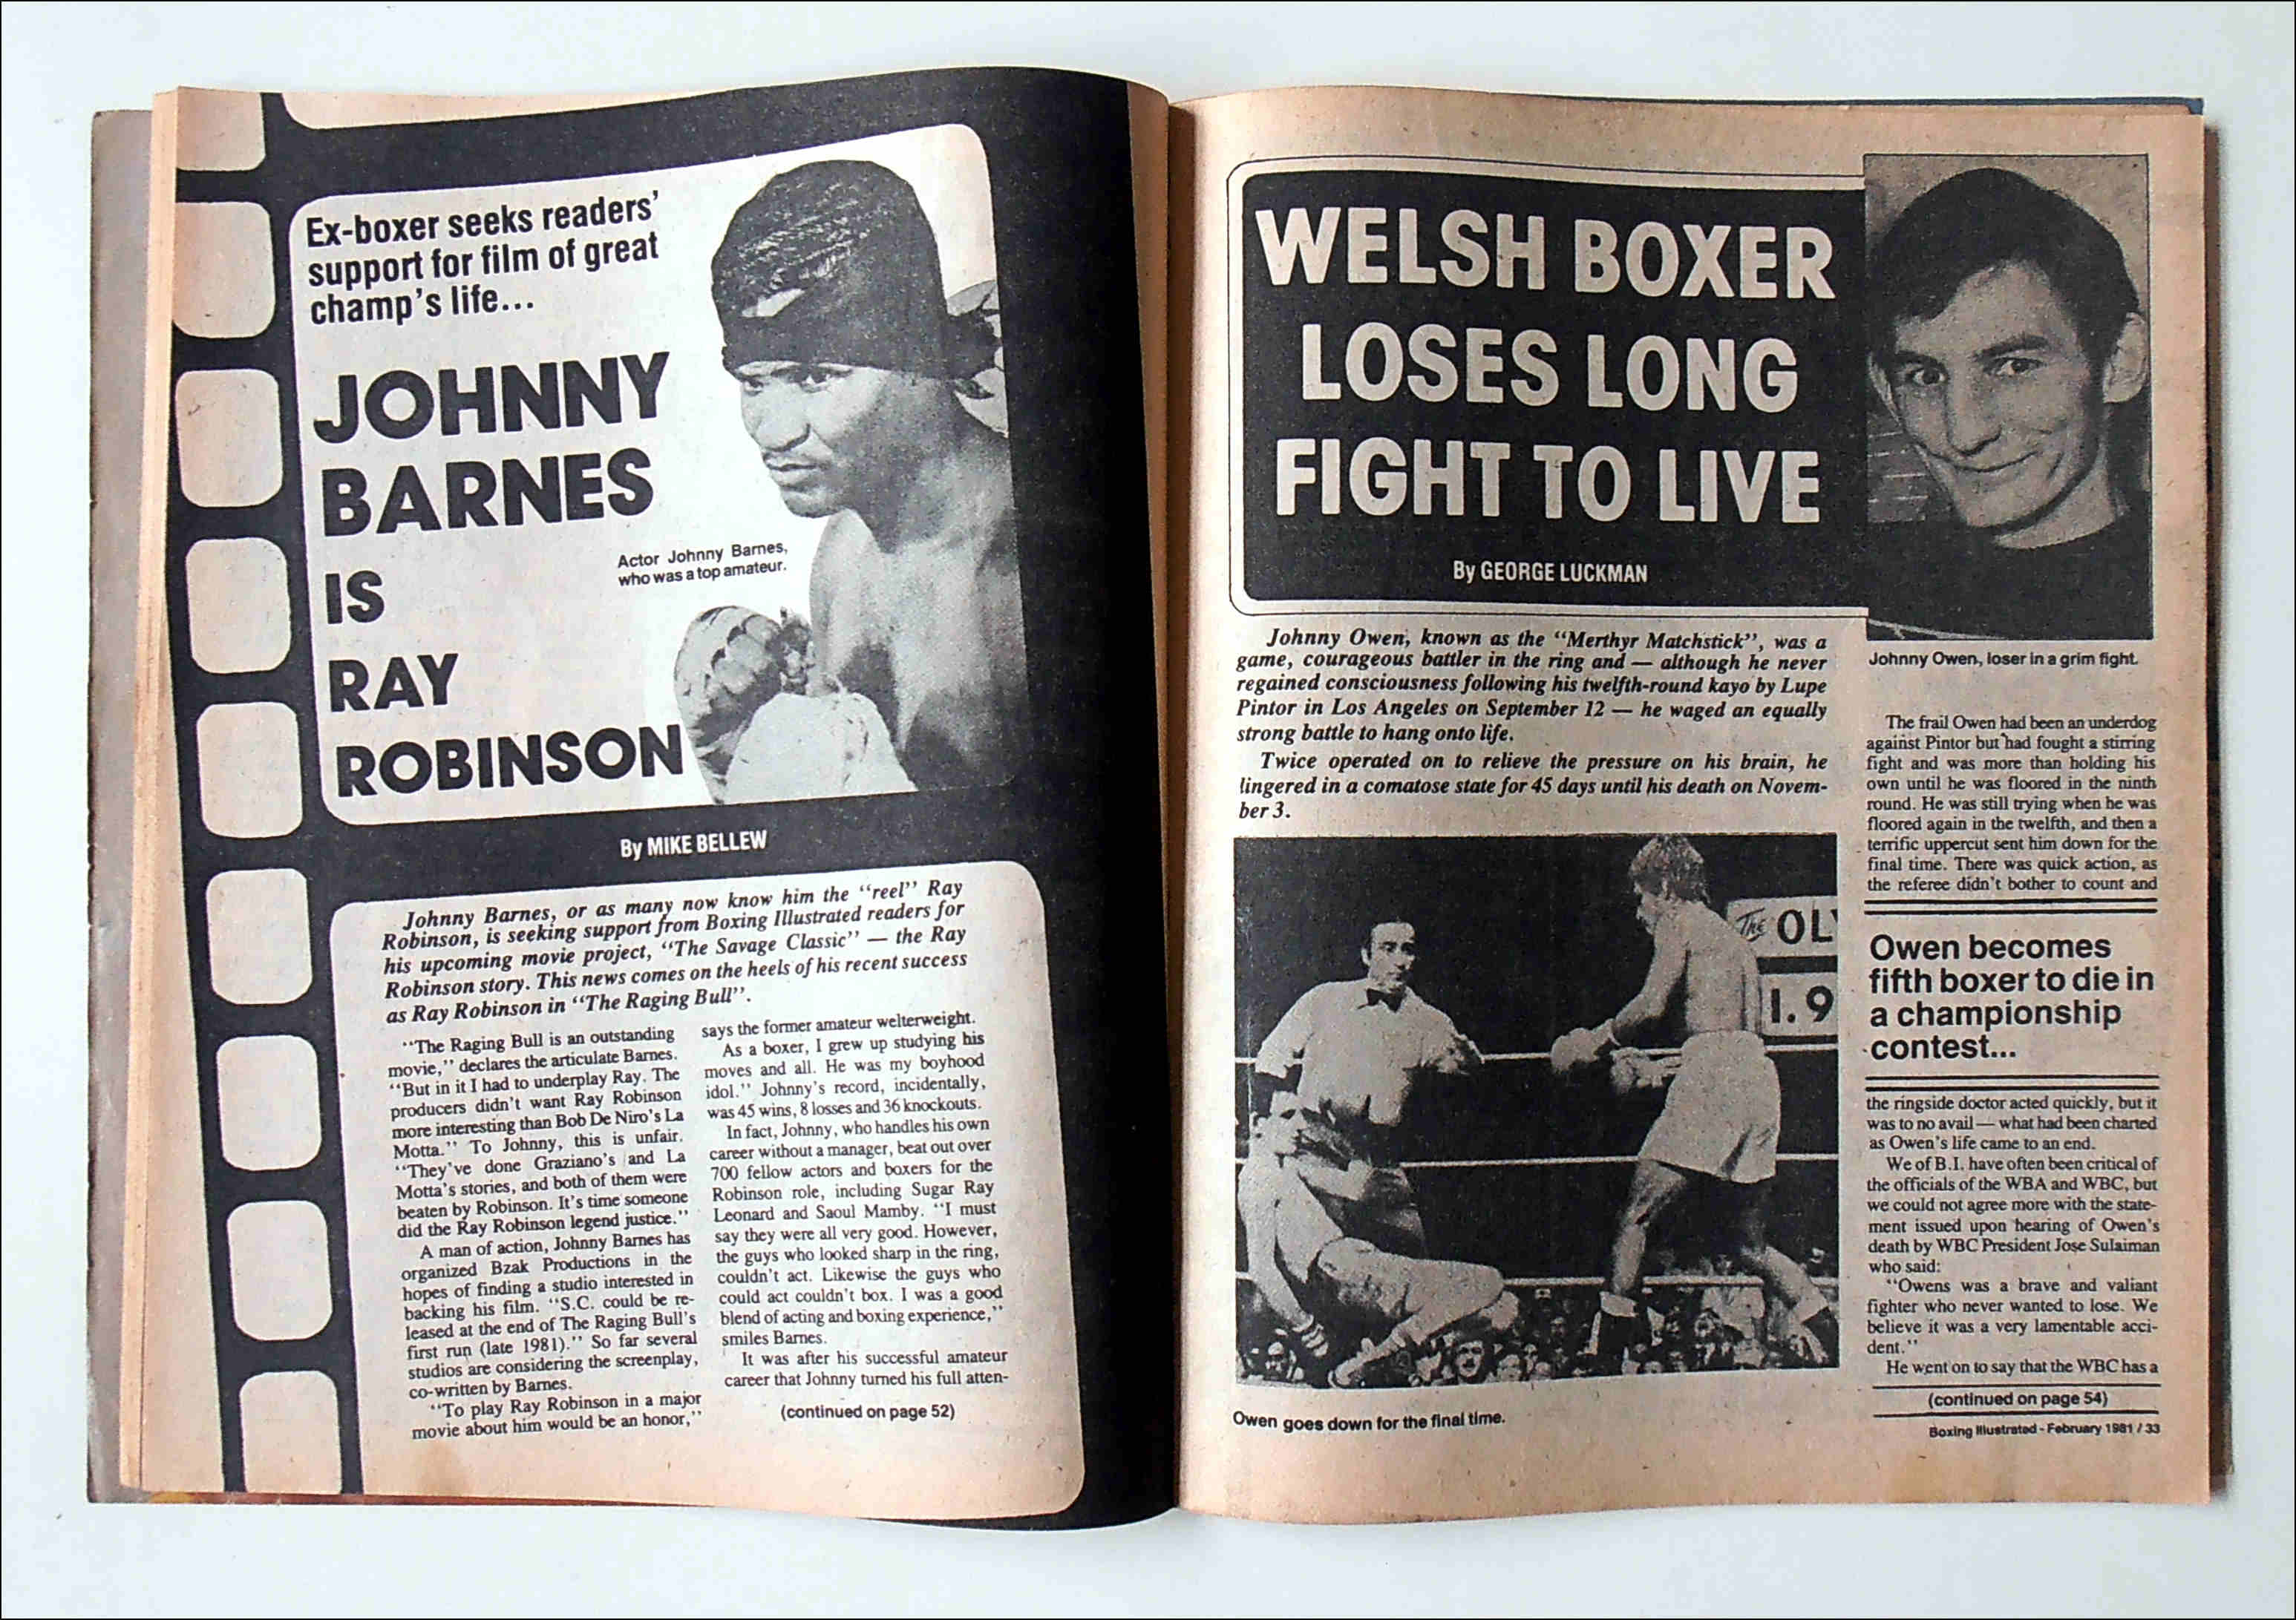 Ex-boxer seeks readers'
support for film of great
champ's life...
JOHNNY
BARNES
IS
RAY
ROBINSON
Actor Johnny Barnes,
who was a top amateur.
By MIKE BELLEW
Johnny Barnes, or as many now know him the "reel" Ray
Robinson, is seeking support from Boxing Illustrated readers for
his upcoming movie project, "The Savage Classic" — the Ray
Robinson story. This news comes on the heels of his recent success
as Ray Robinson in "The Raging Bull".
"The Raging Bull is an outstanding
movie," declares the articulate Barnes.
"But in it I had to underplay Ray. The
producers didn't want Ray Robinson
more interesting than Bob De Niro's La
Motta." To Johnny, this is unfair.
"They've done Graziano's and La
Motta's stories, and both of them were
beaten by Robinson. It's time someone
did the Ray Robinson legend justice."
A man of action, Johnny Barnes has
organized Bzak Productions in the
hopes of finding a studio interested in
backing his film. "S.C. could be re-
leased at the end of The Raging Bull's
first run (late 1981)." So far several
studios are considering the screenplay,
co-written by Barnes.
"To play Ray Robinson in a major
movie about him would be an honor,"
says the former amateur welterweight.
As a boxer, I grew up studying his
moves and all. He was my boyhood
idol." Johnny's record, incidentally,
was 45 wins, 8 losses and 36 knockouts.
In fact, Johnny, who handles his own
career without a manager, beat out over
700 fellow actors and boxers for the
Robinson role, including Sugar Ray
Leonard and Saoul Mamby. "I must
say they were all very good. However,
the guys who looked sharp in the ring,
couldn't act. Likewise the guys who
could act couldn't box. I was a good
blend of acting and boxing experience,"
smiles Barnes.
It was after his successful amateur
career that Johnny turned his full atten-
(continued on page 52)
WELSH BOXER
LOSES LONG
FIGHT TO LIVE
By GEORGE LUCKMAN
Johnny Owen, known as the "Merthyr Matchstick", was a
game, courageous battler in the ring and — although he never
regained consciousness following his twelfth-round kayo by Lupe
Pintor in Los Angeles on September 12 — he waged an equally
strong battle to hang onto life.
Twice operated on to relieve the pressure on his brain, he
lingered in a comatose state for 45 days until his death on Novem-
ber 3.
The OLY
1.9
Owen goes down for the final time.
Johnny Owen, loser in a grim fight.
The frail Owen had been an underdog
against Pintor but had fought a stirring
fight and was more than holding his
own until he was floored in the ninth
round. He was still trying when he was
floored again in the twelfth, and then a
terrific uppercut sent him down for the
final time. There was quick action, as
the referee didn't bother to count and
Owen becomes
fifth boxer to die in
a championship
contest...
the ringside doctor acted quickly, but it
was to no avail — what had been charted
as Owen's life came to an end.
We of B.I. have often been critical of
the officials of the WBA and WBC, but
we could not agree more with the state-
ment issued upon hearing of Owen's
death by WBC President Jose Sulaiman
who said:
"Owens was a brave and valiant
fighter who never wanted to lose. We
believe it was a very lamentable acci-
dent."
He went on to say that the WBC has a
(continued on page 54)
Boxing Illustrated - February 1981 / 33